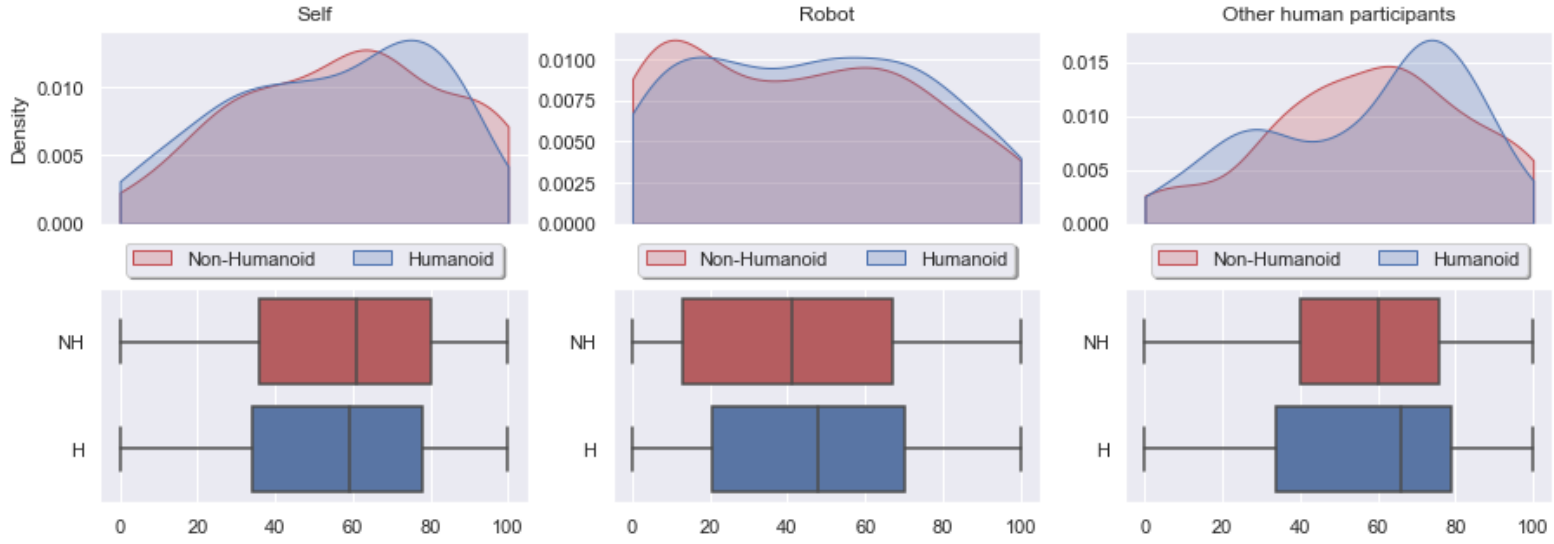 Self
Robot
Other human participants
Density
0.010
0.005
0.000
0.0100
0.0075
0.0050
0.0025
0.0000
0.015
0.010
0.005
0.000
Non-Humanoid Humanoid
Non-Humanoid Humanoid
Non-Humanoid Humanoid
NH
H
NH
H
NH
H
0 20 40 60 80 100
0 20 40 60 80 100
0 20 40 60 80 100